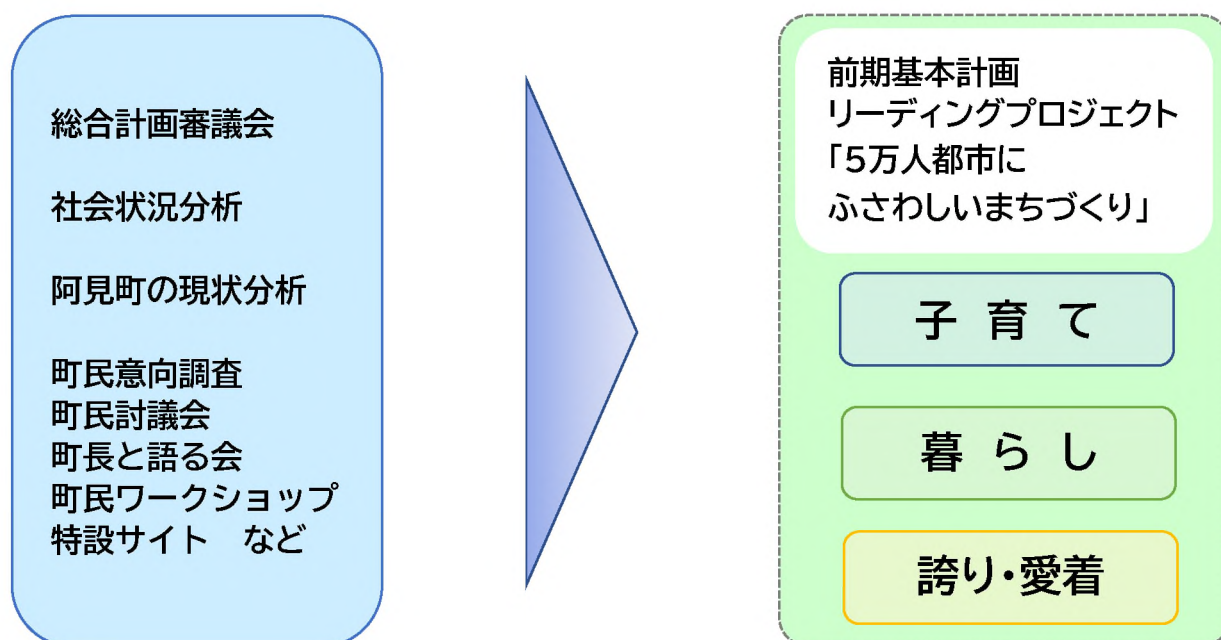 総合計画審議会
社会状況分析
阿見町の現状分析
町民意向調査
町民討議会
町長と語る会
町民ワークショップ
特設サイト　など
前期基本計画
リーディングプロジェクト
「5万人都市に
ふさわしいまちづくり」
子 育 て
暮 ら し
誇り・愛着